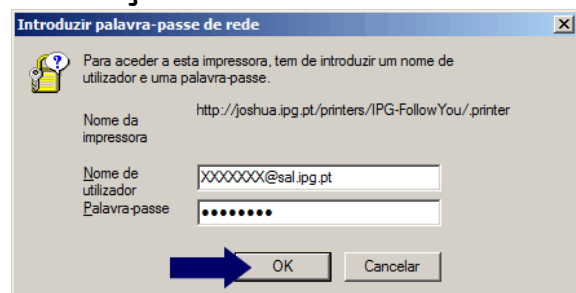 Introduzir palavra-passe de rede
Para aceder a esta impressora, tem de introduzir um nome de
utilizador e uma palavra-passe.
Nome da
impressora
http://joshua.ipg.pt/printers/IPG-FollowYou/.printer
Nome de
utilizador
XXXXXXX@sal.ipg.pt
Palavra-passe
••••••••
OK
Cancelar